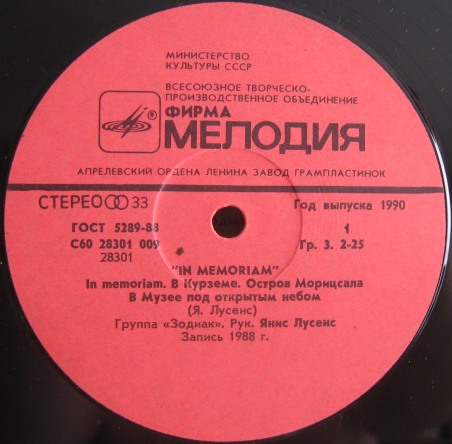 МИНИСТЕРСТВО
КУЛЬТУРЫ СССР
ВСЕСОЮЗНОЕ ТВОРЧЕСКО-
ПРОИЗВОДСТВЕННОЕ ОБЪЕДИНЕНИЕ
®
ФИРМА
МЕЛОДИЯ
АПРЕЛЕВСКИЙ ОРДЕНА ЛЕНИНА ЗАВОД ГРАМПЛАСТИНОК
СТЕРЕО 33
Год выпуска 1990
ГОСТ 5289-88
1
С60 28301 009
Гр. 3. 2-25
28301
"IN MEMORIAM"
In memoriam. В Курземе. Остров Морицсала
В Музее под открытым небом
(Я. Лусенс)
Группа «Зодиак». Рук. Янис Лусенс
Запись 1988 г.